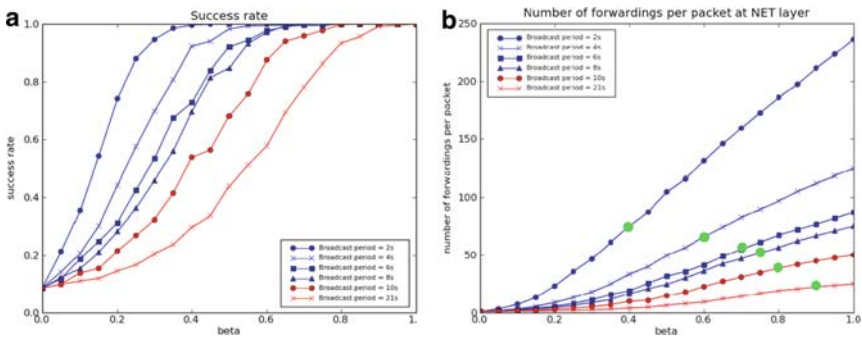 a
Success rate
success rate
1.0
0.8
0.6
0.4
0.2
0.0
0.0
0.2
0.4
0.6
0.8
1.0
beta
Broadcast period = 2s
Broadcast period = 4s
Broadcast period = 6s
Broadcast period = 8s
Broadcast period = 10s
Broadcast period = 21s
b
Number of forwardings per packet at NET layer
number of forwardings per packet
250
200
150
100
50
0
0.0
0.2
0.4
0.6
0.8
1.0
beta
Broadcast period = 2s
Broadcast period = 4s
Broadcast period = 6s
Broadcast period = 8s
Broadcast period = 10s
Broadcast period = 21s